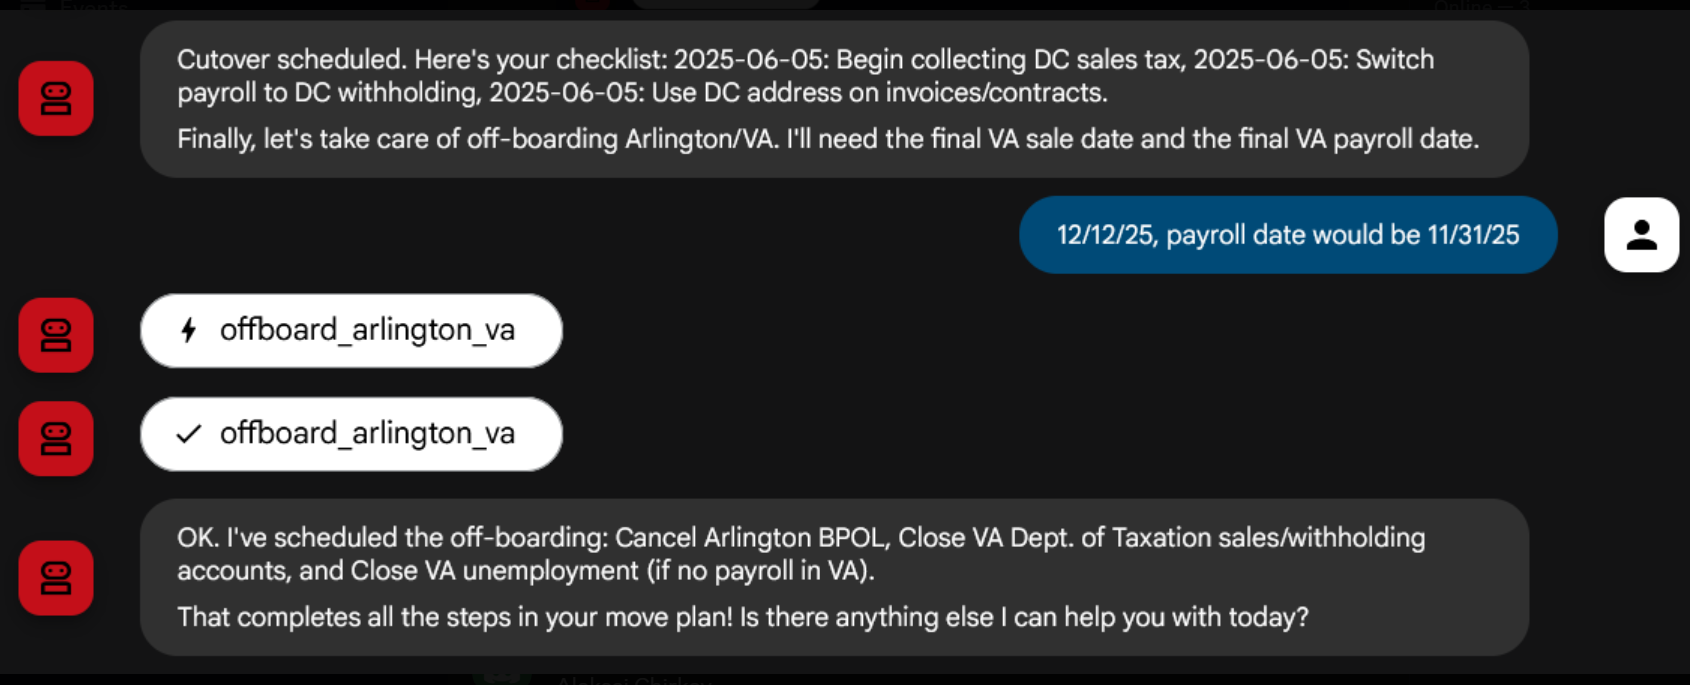 Events
Online — 3
Cutover scheduled. Here's your checklist: 2025-06-05: Begin collecting DC sales tax, 2025-06-05: Switch
payroll to DC withholding, 2025-06-05: Use DC address on invoices/contracts.
Finally, let's take care of off-boarding Arlington/VA. I'll need the final VA sale date and the final VA payroll date.
12/12/25, payroll date would be 11/31/25
offboard_arlington_va
offboard_arlington_va
OK. I've scheduled the off-boarding: Cancel Arlington BPOL, Close VA Dept. of Taxation sales/withholding
accounts, and Close VA unemployment (if no payroll in VA).
That completes all the steps in your move plan! Is there anything else I can help you with today?